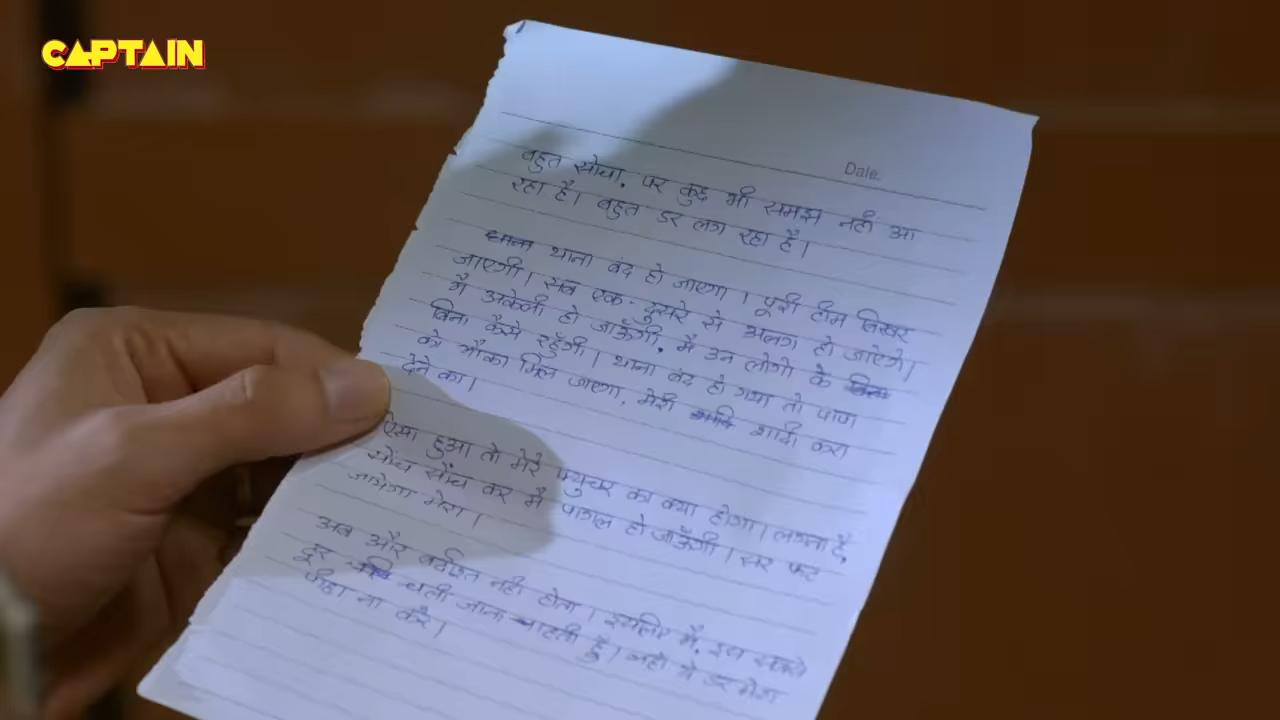 CAPTAIN
Date
बहुत सोचा, पर कुछ भी समझ नहीं आ
रहा है। बहुत डर लग रहा है।
थाना थाना बंद हो जाएगा। पूरी टीम बिखर
जाएगी। सब एक-दुसरे से अलग हो जाएंगे।
मैं अकेली हो जाऊँगी, मैं उन लोगो के बिना
बिना कैसे रहुँगी। थाना बंद हो गया तो पापा
को मौका मिल जाएगा, मेरी शादी करा
देने का।
ऐसा हुआ तो मेरे फ्युचर का क्या होगा। लगता है,
सोंच सोंच कर मैं पागल हो जाऊँगी। सर फट
जायेगा मेरा।
अब और बर्दाश्त नहीं होता। इसलिए मैं, इन सबसे
दूर चली जाना चाहती हूँ। जहाँ ये डर मेरा
पीछा ना करें।